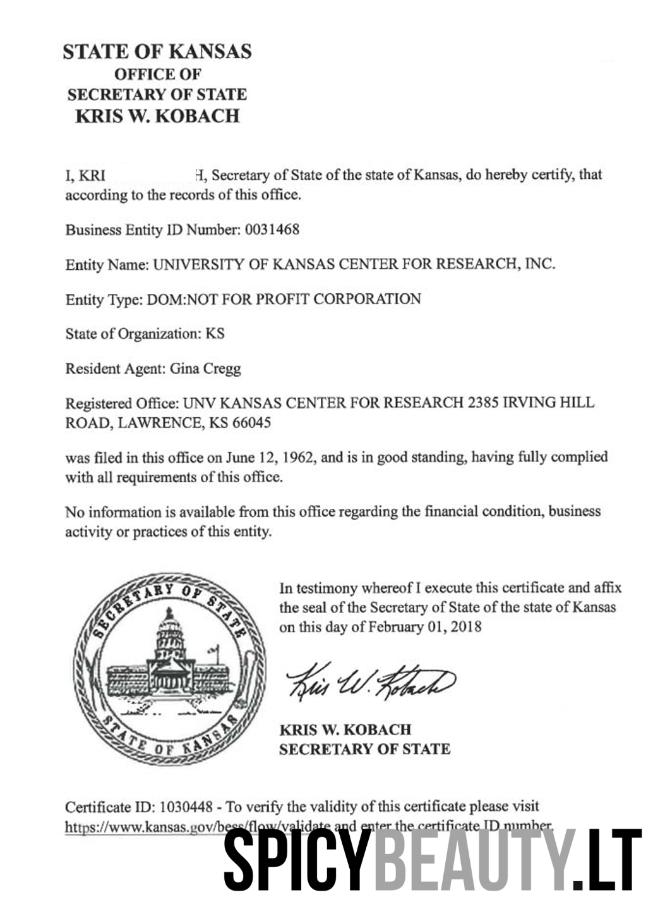 STATE OF KANSAS
OFFICE OF
SECRETARY OF STATE
KRIS W. KOBACH
I, KRI H, Secretary of State of the state of Kansas, do hereby certify, that
according to the records of this office.
Business Entity ID Number: 0031468
Entity Name: UNIVERSITY OF KANSAS CENTER FOR RESEARCH, INC.
Entity Type: DOM:NOT FOR PROFIT CORPORATION
State of Organization: KS
Resident Agent: Gina Cregg
Registered Office: UNV KANSAS CENTER FOR RESEARCH 2385 IRVING HILL
ROAD, LAWRENCE, KS 66045
was filed in this office on June 12, 1962, and is in good standing, having fully complied
with all requirements of this office.
No information is available from this office regarding the financial condition, business
activity or practices of this entity.
SECRETARY OF STATE
STATE OF KANSAS
In testimony whereof I execute this certificate and affix
the seal of the Secretary of State of the state of Kansas
on this day of February 01, 2018
Kris W. Kobach
KRIS W. KOBACH
SECRETARY OF STATE
Certificate ID: 1030448 - To verify the validity of this certificate please visit
https://www.kansas.gov/bess/flow/validate and enter the certificate ID number.
SPICYBEAUTY.LT